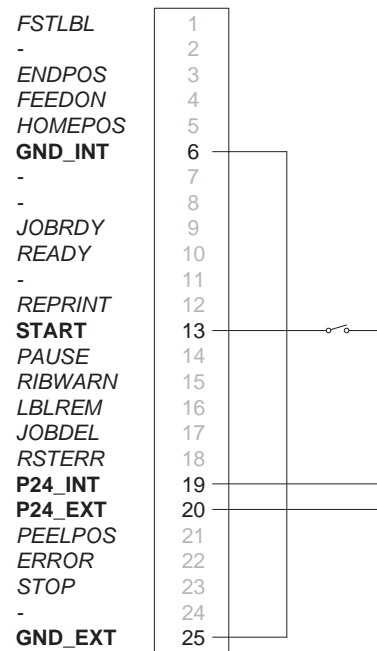 FSTLBL 1
- 2
ENDPOS 3
FEEDON 4
HOMEPOS 5
GND_INT 6
- 7
- 8
JOBRDY 9
READY 10
- 11
REPRINT 12
START 13
PAUSE 14
RIBWARN 15
LBLREM 16
JOBDEL 17
RSTERR 18
P24_INT 19
P24_EXT 20
PEELPOS 21
ERROR 22
STOP 23
- 24
GND_EXT 25